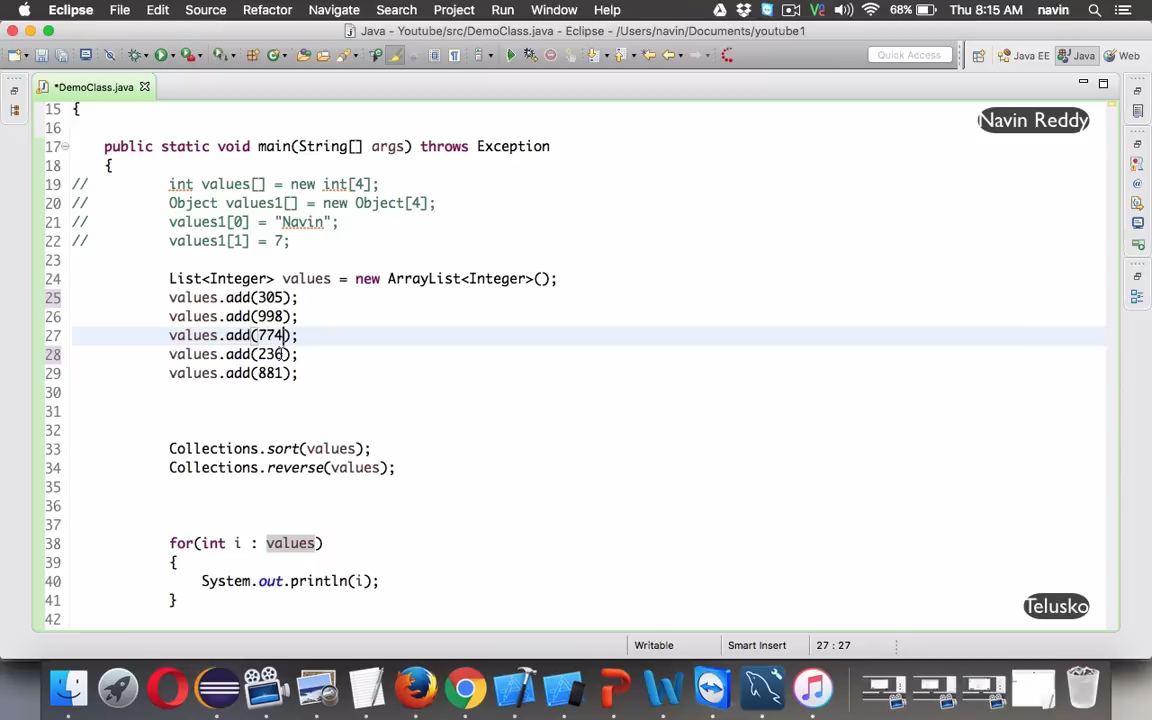 Eclipse File Edit Source Refactor Navigate Search Project Run Window Help 68% Thu 8:15 AM navin
Java - Youtube/src/DemoClass.java - Eclipse - /Users/navin/Documents/youtube1
Quick Access Java EE Java Web
*DemoClass.java
15 {
Navin Reddy
16
17 public static void main(String[] args) throws Exception
18 {
19 // int values[] = new int[4];
20 // Object values1[] = new Object[4];
21 // values1[0] = "Navin";
22 // values1[1] = 7;
23
24 List<Integer> values = new ArrayList<Integer>();
25 values.add(305);
26 values.add(998);
27 values.add(774);
28 values.add(236);
29 values.add(881);
30
31
32
33 Collections.sort(values);
34 Collections.reverse(values);
35
36
37
38 for(int i : values)
39 {
40 System.out.println(i);
41 }
Telusko
42
Writable Smart Insert 27 : 27